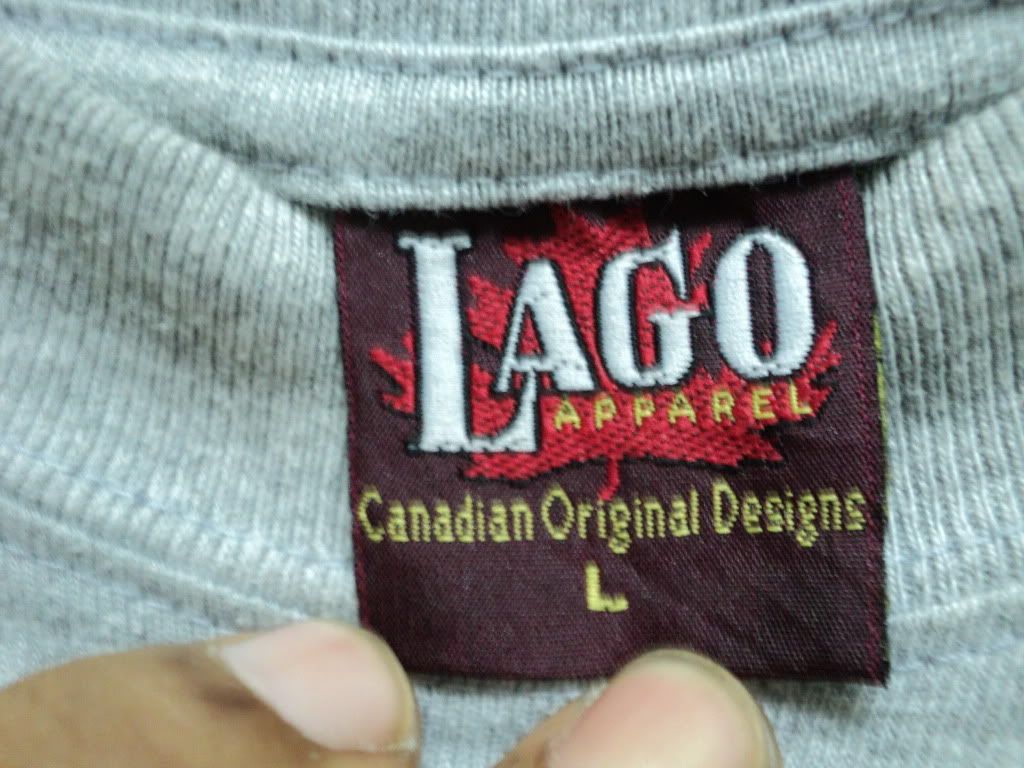 LAGO
APPAREL
Canadian Original Designs
L